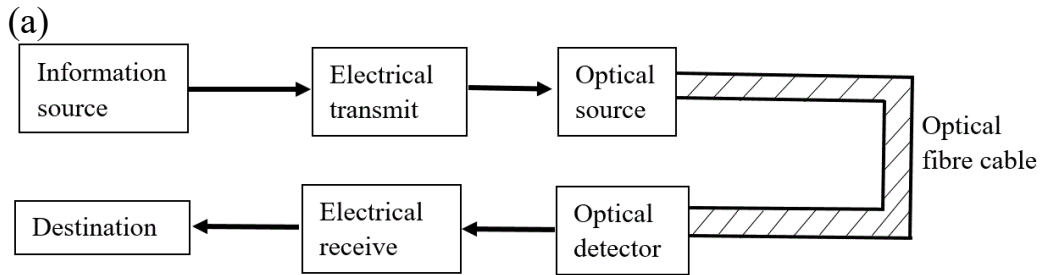 (a)
Information
source
Electrical
transmit
Optical
source
Optical
fibre cable
Destination
Electrical
receive
Optical
detector